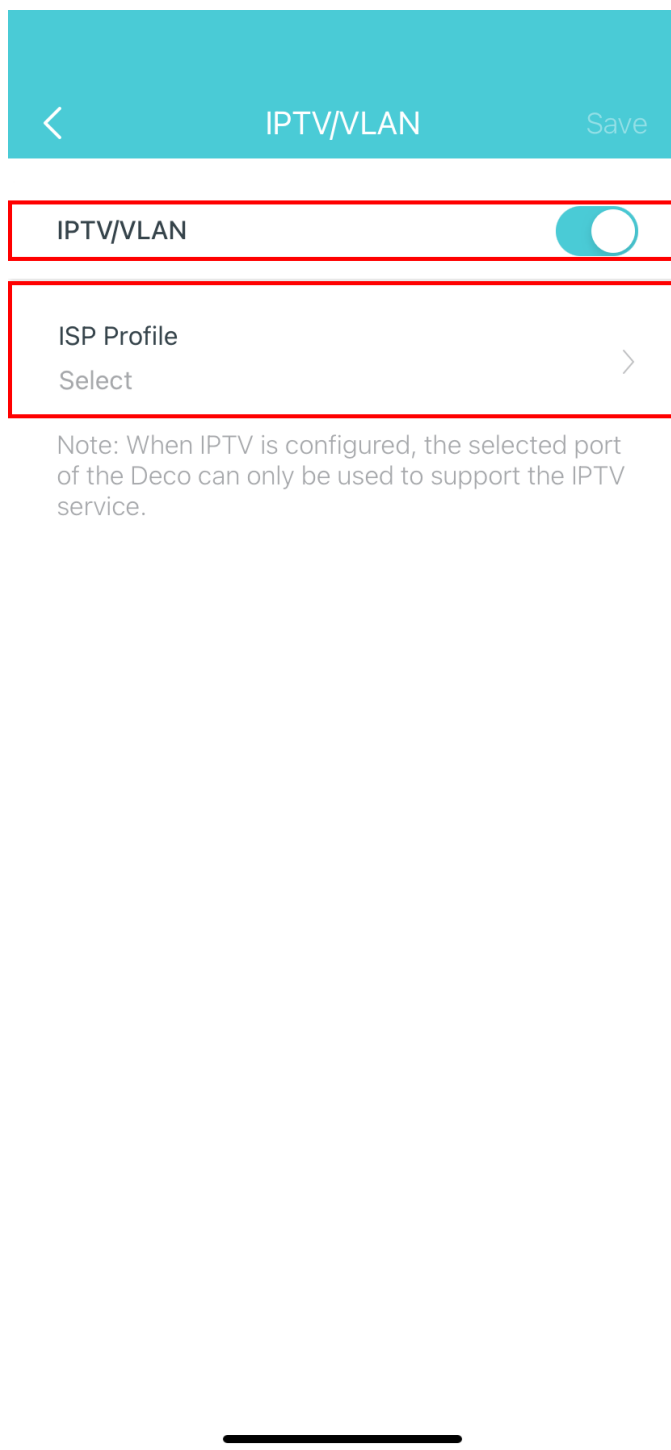 IPTV/VLAN
Save
IPTV/VLAN
ISP Profile
Select
Note: When IPTV is configured, the selected port
of the Deco can only be used to support the IPTV
service.